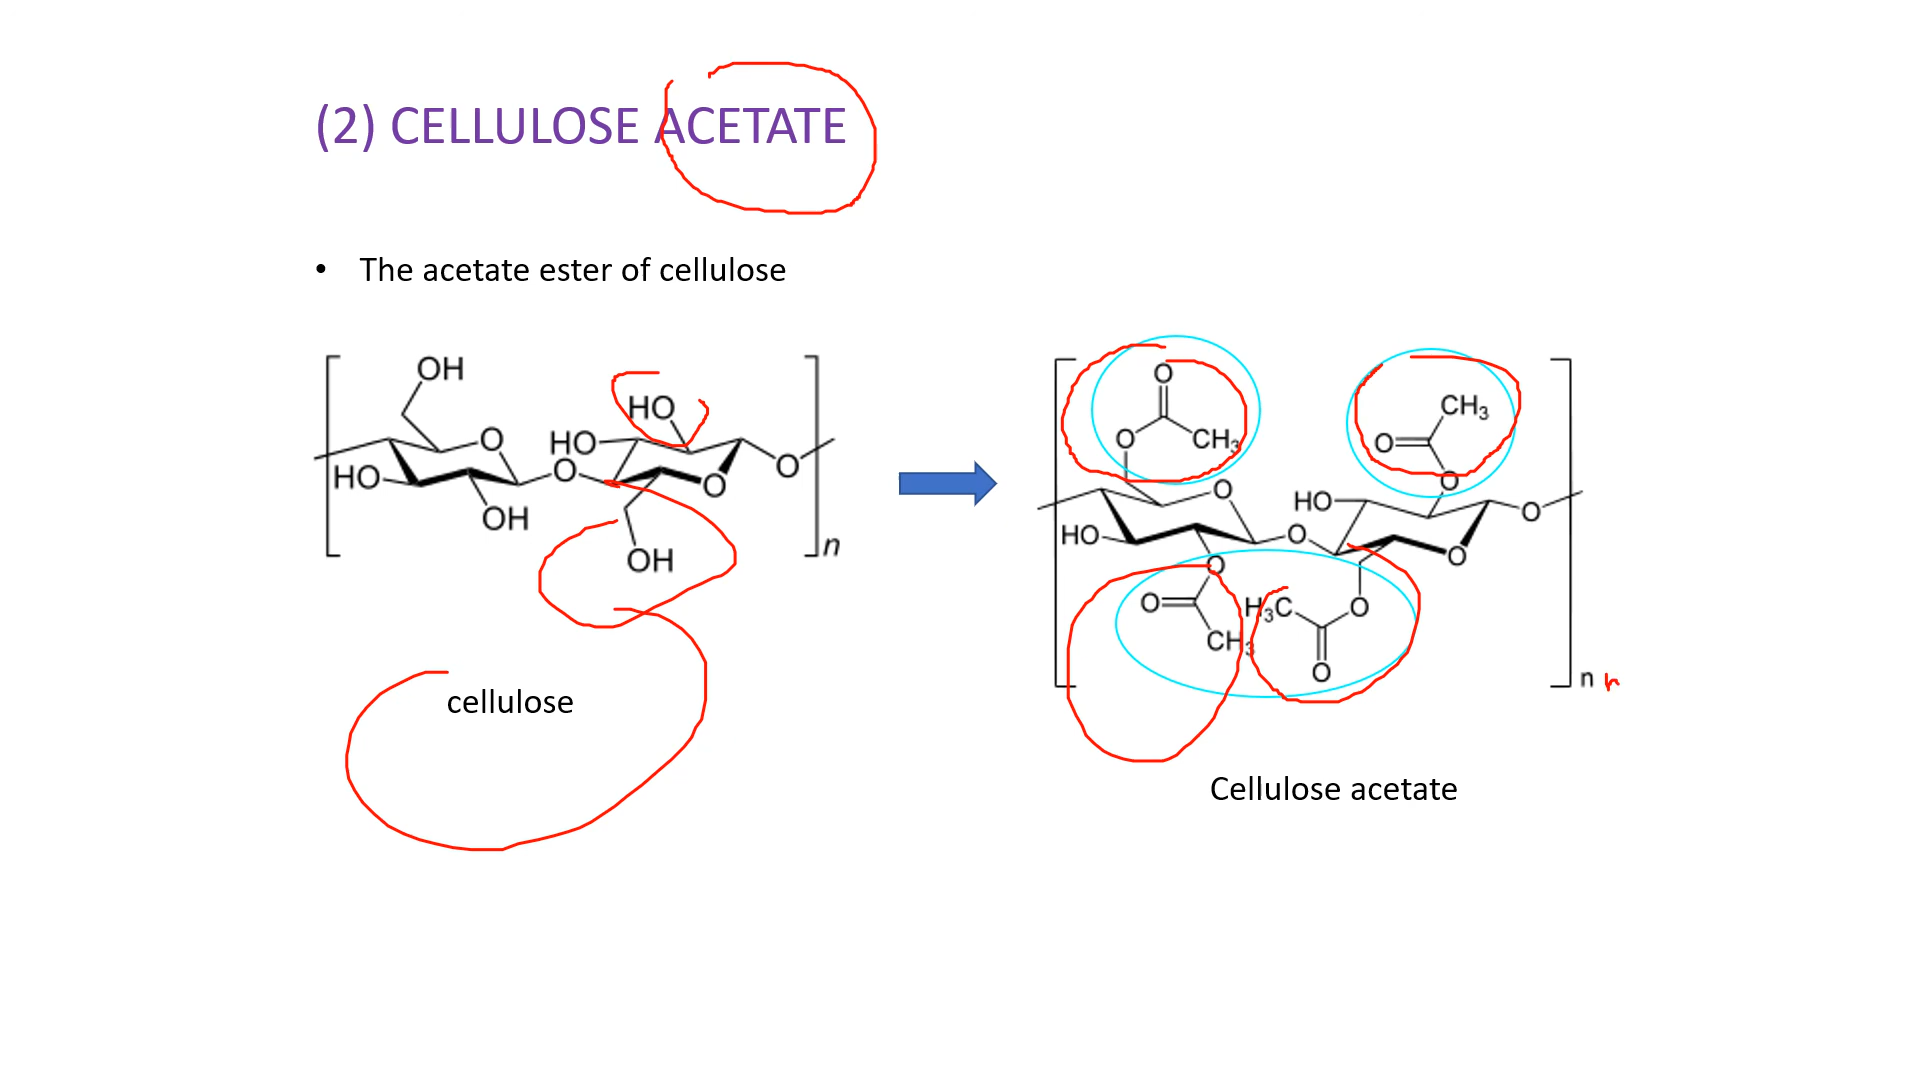 (2) CELLULOSE ACETATE
• The acetate ester of cellulose
OH
O
HO
OH
HO
HO
O
O
OH
O
n
O
O
CH₃
O
HO
O
O
CH₃
O
CH₃
O
O
HO
O
H₃C
O
O
O
O
n n
cellulose
Cellulose acetate